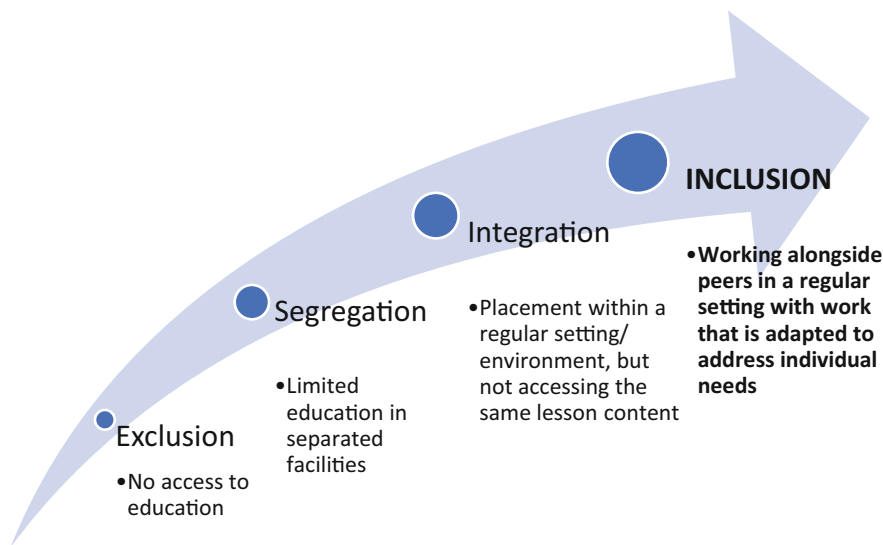 Exclusion
•No access to
education
Segregation
•Limited
education in
separated
facilities
Integration
•Placement within a
regular setting/
environment, but
not accessing the
same lesson content
INCLUSION
•Working alongside
peers in a regular
setting with work
that is adapted to
address individual
needs